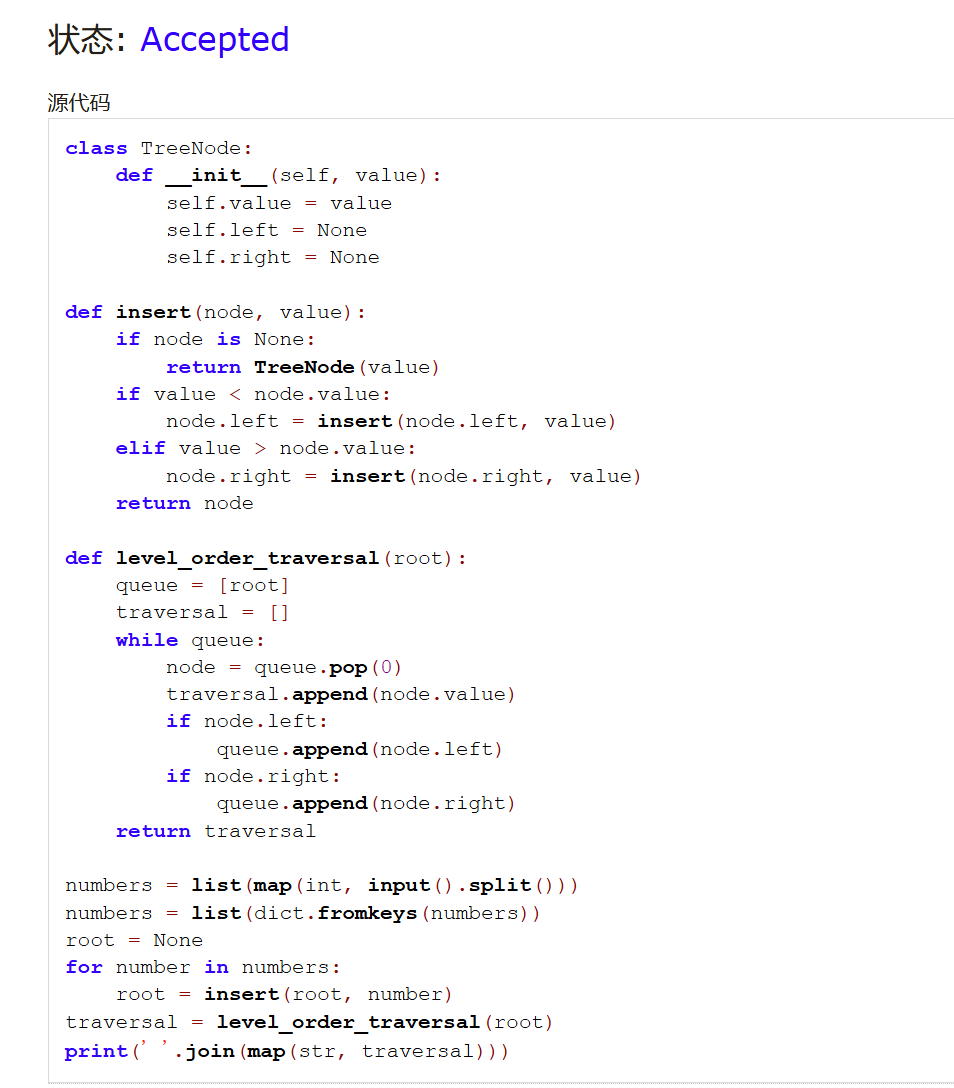 状态: Accepted
源代码
class TreeNode:
    def __init__(self, value):
        self.value = value
        self.left = None
        self.right = None
def insert(node, value):
    if node is None:
        return TreeNode(value)
    if value < node.value:
        node.left = insert(node.left, value)
    elif value > node.value:
        node.right = insert(node.right, value)
    return node
def level_order_traversal(root):
    queue = [root]
    traversal = []
    while queue:
        node = queue.pop(0)
        traversal.append(node.value)
        if node.left:
            queue.append(node.left)
        if node.right:
            queue.append(node.right)
    return traversal
numbers = list(map(int, input().split()))
numbers = list(dict.fromkeys(numbers))
root = None
for number in numbers:
    root = insert(root, number)
traversal = level_order_traversal(root)
print(' '.join(map(str, traversal)))